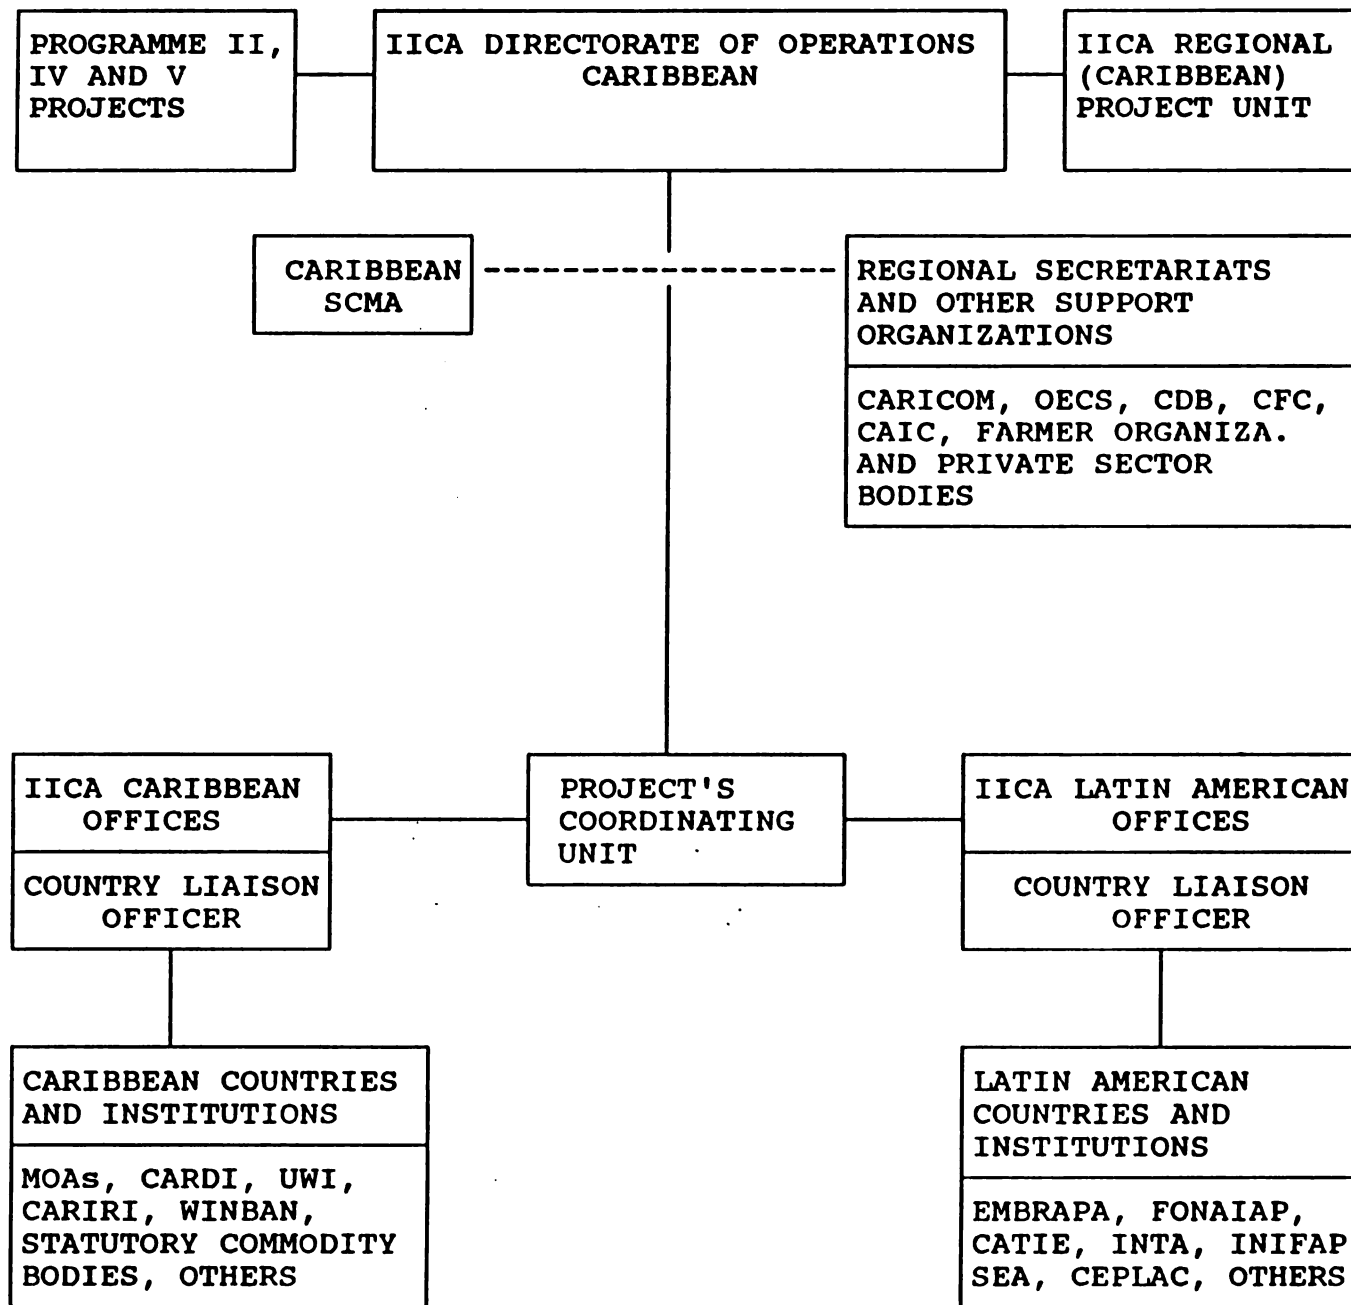 PROGRAMME II,
IV AND V
PROJECTS
IICA DIRECTORATE OF OPERATIONS
CARIBBEAN
IICA REGIONAL
(CARIBBEAN)
PROJECT UNIT
CARIBBEAN
SCMA
REGIONAL SECRETARIATS
AND OTHER SUPPORT
ORGANIZATIONS
CARICOM, OECS, CDB, CFC,
CAIC, FARMER ORGANIZA.
AND PRIVATE SECTOR
BODIES
IICA CARIBBEAN
OFFICES
COUNTRY LIAISON
OFFICER
PROJECT'S
COORDINATING
UNIT
IICA LATIN AMERICAN
OFFICES
COUNTRY LIAISON
OFFICER
CARIBBEAN COUNTRIES
AND INSTITUTIONS
MOAs, CARDI, UWI,
CARIRI, WINBAN,
STATUTORY COMMODITY
BODIES, OTHERS
LATIN AMERICAN
COUNTRIES AND
INSTITUTIONS
EMBRAPA, FONAIAP,
CATIE, INTA, INIFAP
SEA, CEPLAC, OTHERS